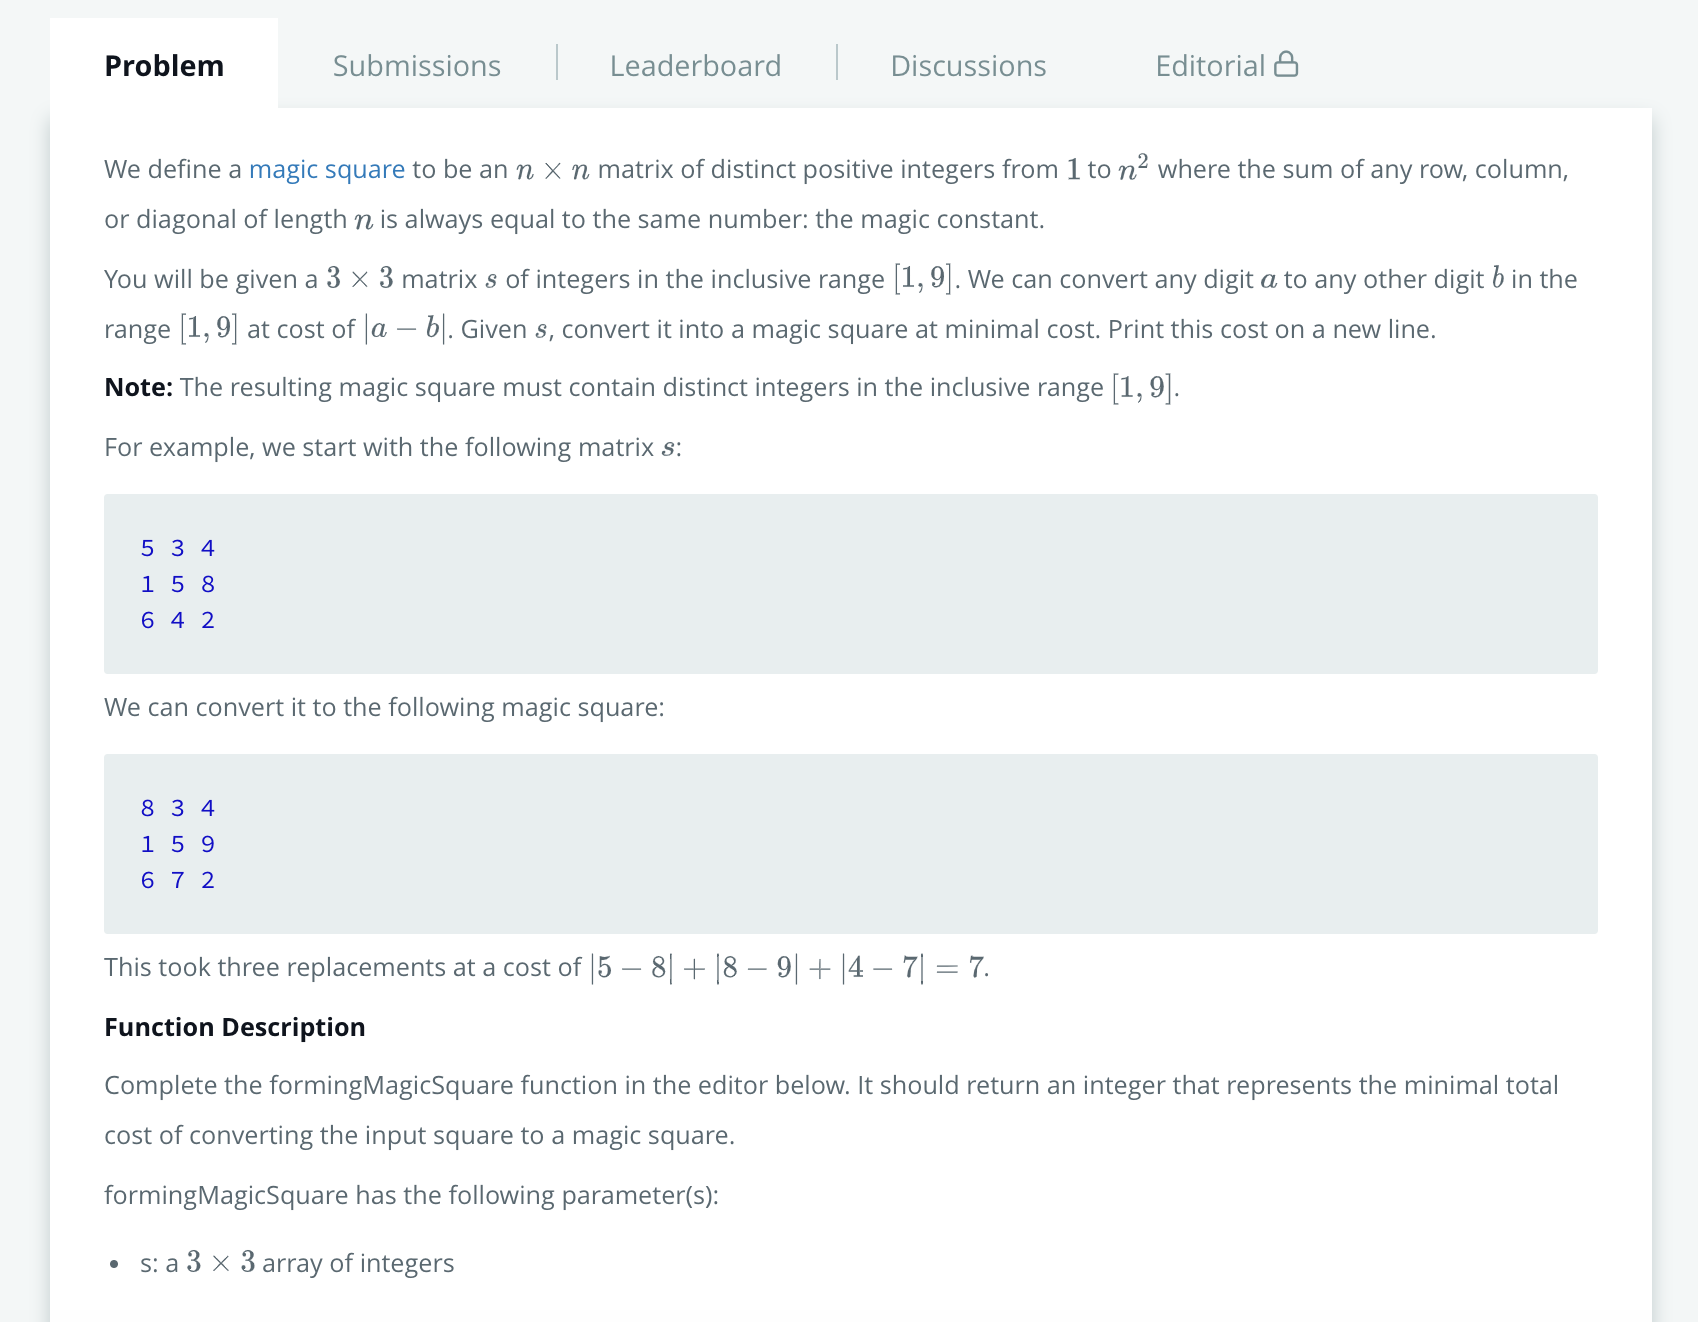 Problem Submissions Leaderboard Discussions Editorial
We define a magic square to be an n × n matrix of distinct positive integers from 1 to n² where the sum of any row, column,
or diagonal of length n is always equal to the same number: the magic constant.
You will be given a 3 × 3 matrix s of integers in the inclusive range [1, 9]. We can convert any digit a to any other digit b in the
range [1, 9] at cost of |a − b|. Given s, convert it into a magic square at minimal cost. Print this cost on a new line.
Note: The resulting magic square must contain distinct integers in the inclusive range [1, 9].
For example, we start with the following matrix s:
5 3 4
1 5 8
6 4 2
We can convert it to the following magic square:
8 3 4
1 5 9
6 7 2
This took three replacements at a cost of |5 − 8| + |8 − 9| + |4 − 7| = 7.
Function Description
Complete the formingMagicSquare function in the editor below. It should return an integer that represents the minimal total
cost of converting the input square to a magic square.
formingMagicSquare has the following parameter(s):
• s: a 3 × 3 array of integers